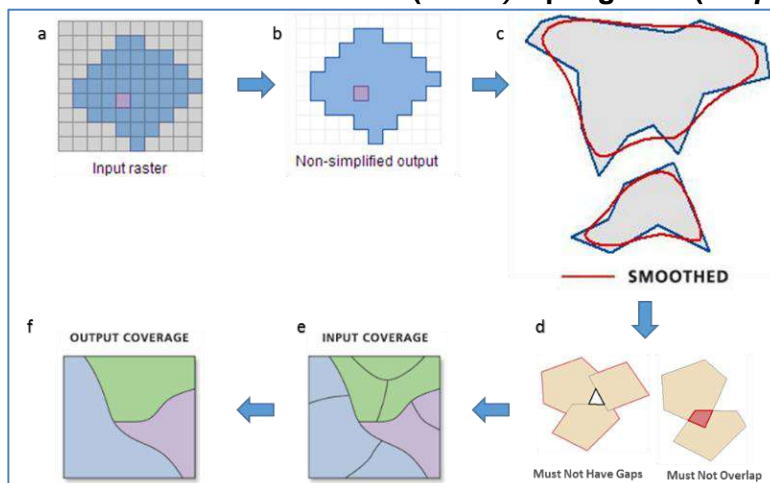 a
b
c
Input raster
Non-simplified output
SMOOTHED
f
OUTPUT COVERAGE
e
INPUT COVERAGE
d
Must Not Have Gaps
Must Not Overlap